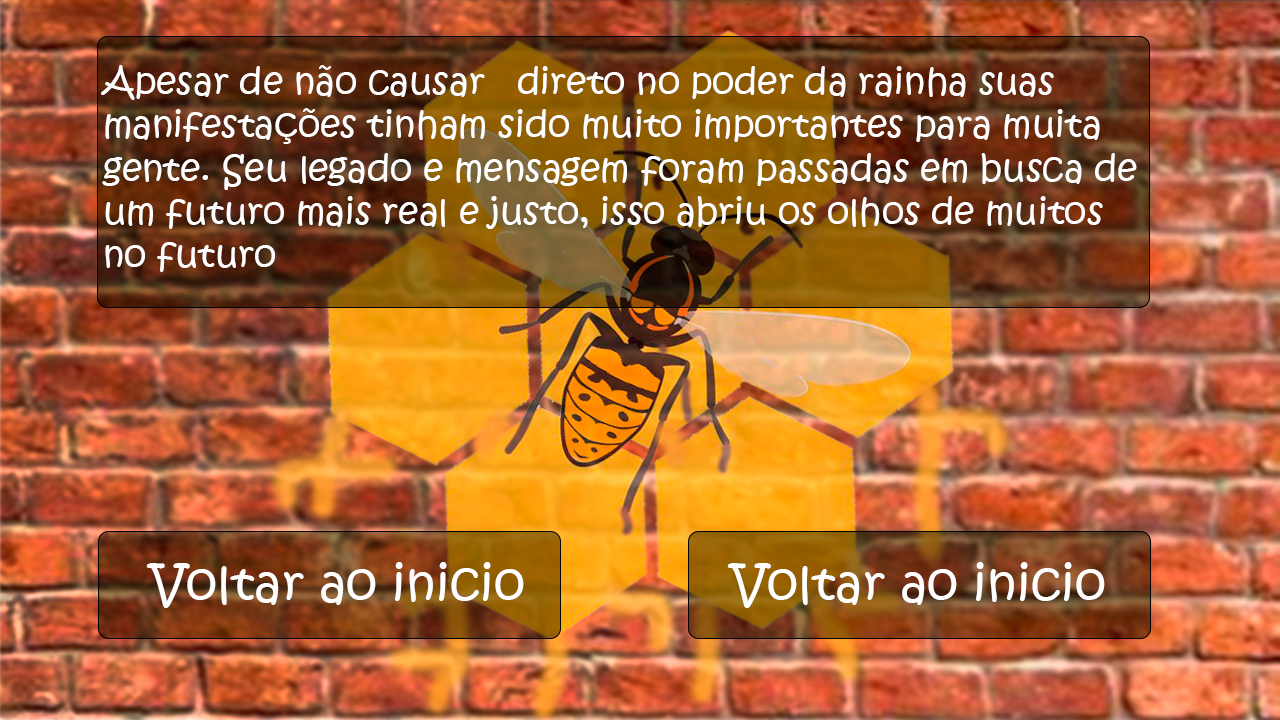 Apesar de não causar direto no poder da rainha suas
manifestações tinham sido muito importantes para muita
gente. Seu legado e mensagem foram passadas em busca de
um futuro mais real e justo, isso abriu os olhos de muitos
no futuro
Voltar ao inicio
Voltar ao inicio